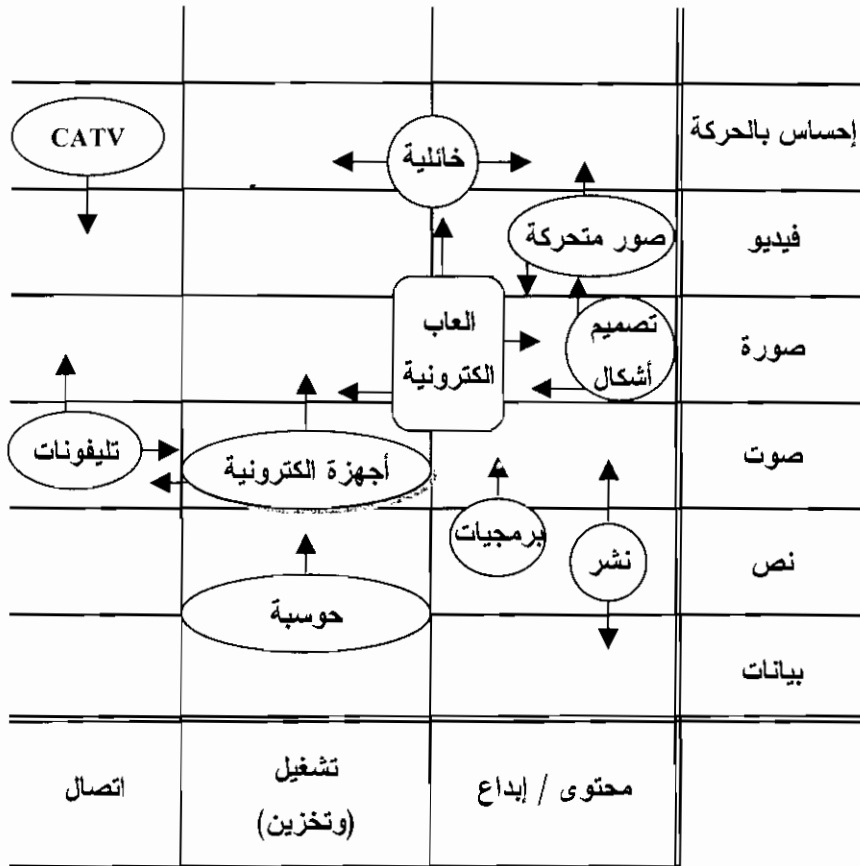 إحساس بالحركة
خائلية
CATV
فيديو
صور متحركة
صورة
تصميم
أشكال
العاب
الكترونية
صوت
أجهزة الكترونية
تليفونات
نص
نشر
برمجيات
حوسبة
بيانات
محتوى / إبداع
تشغيل
(وتخزين)
اتصال